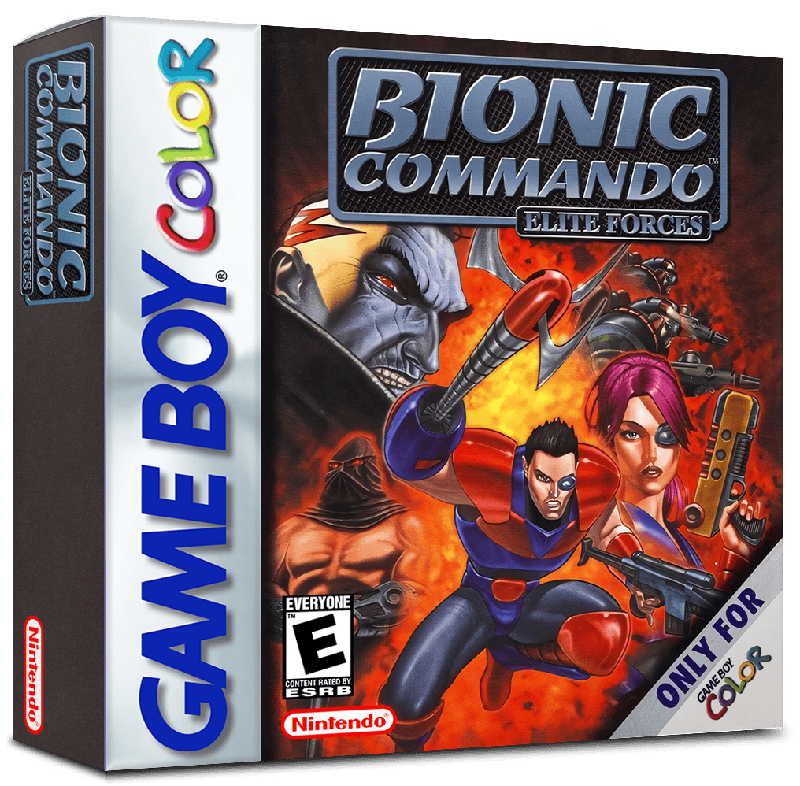 BIONIC
COMMANDO
ELITE FORCES
Nintendo
GAME BOY® COLOR
BIONIC
COMMANDO™
ELITE FORCES
EVERYONE
E
CONTENT RATED BY
ESRB
Nintendo
ONLY FOR
GAME BOY
COLOR